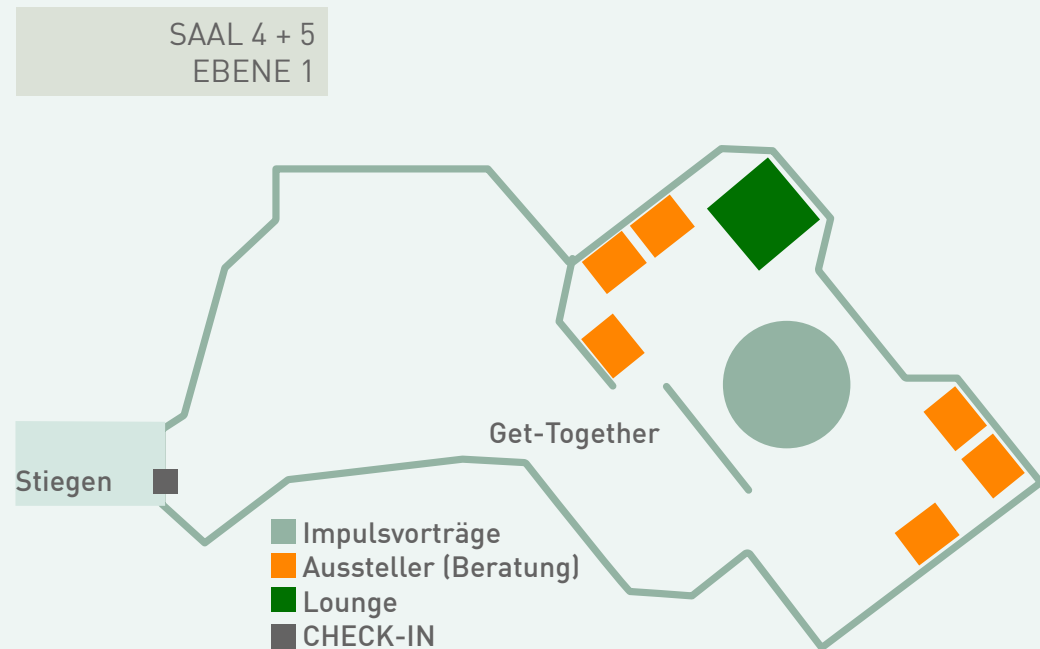 SAAL 4 + 5
EBENE 1
Get-Together
Stiegen
Impulsvorträge
Aussteller (Beratung)
Lounge
CHECK-IN